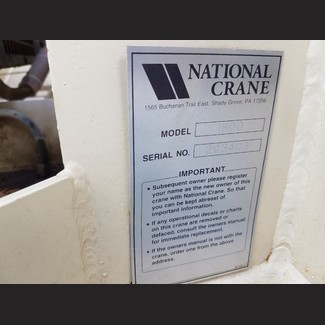 NATIONAL
CRANE
1565 Buchanan Trail East, Shady Grove, PA 17256
MODEL
SERIAL NO.
IMPORTANT
• Subsequent owner please register
your name as the new owner of this
crane with National Crane. So that
you can be kept abreast of
important information.
• If any operational decals or charts
on this crane are removed or
defaced, consult the owners manual
for immediate replacement.
• If the owners manual is not with the
crane, order one from the above
address.